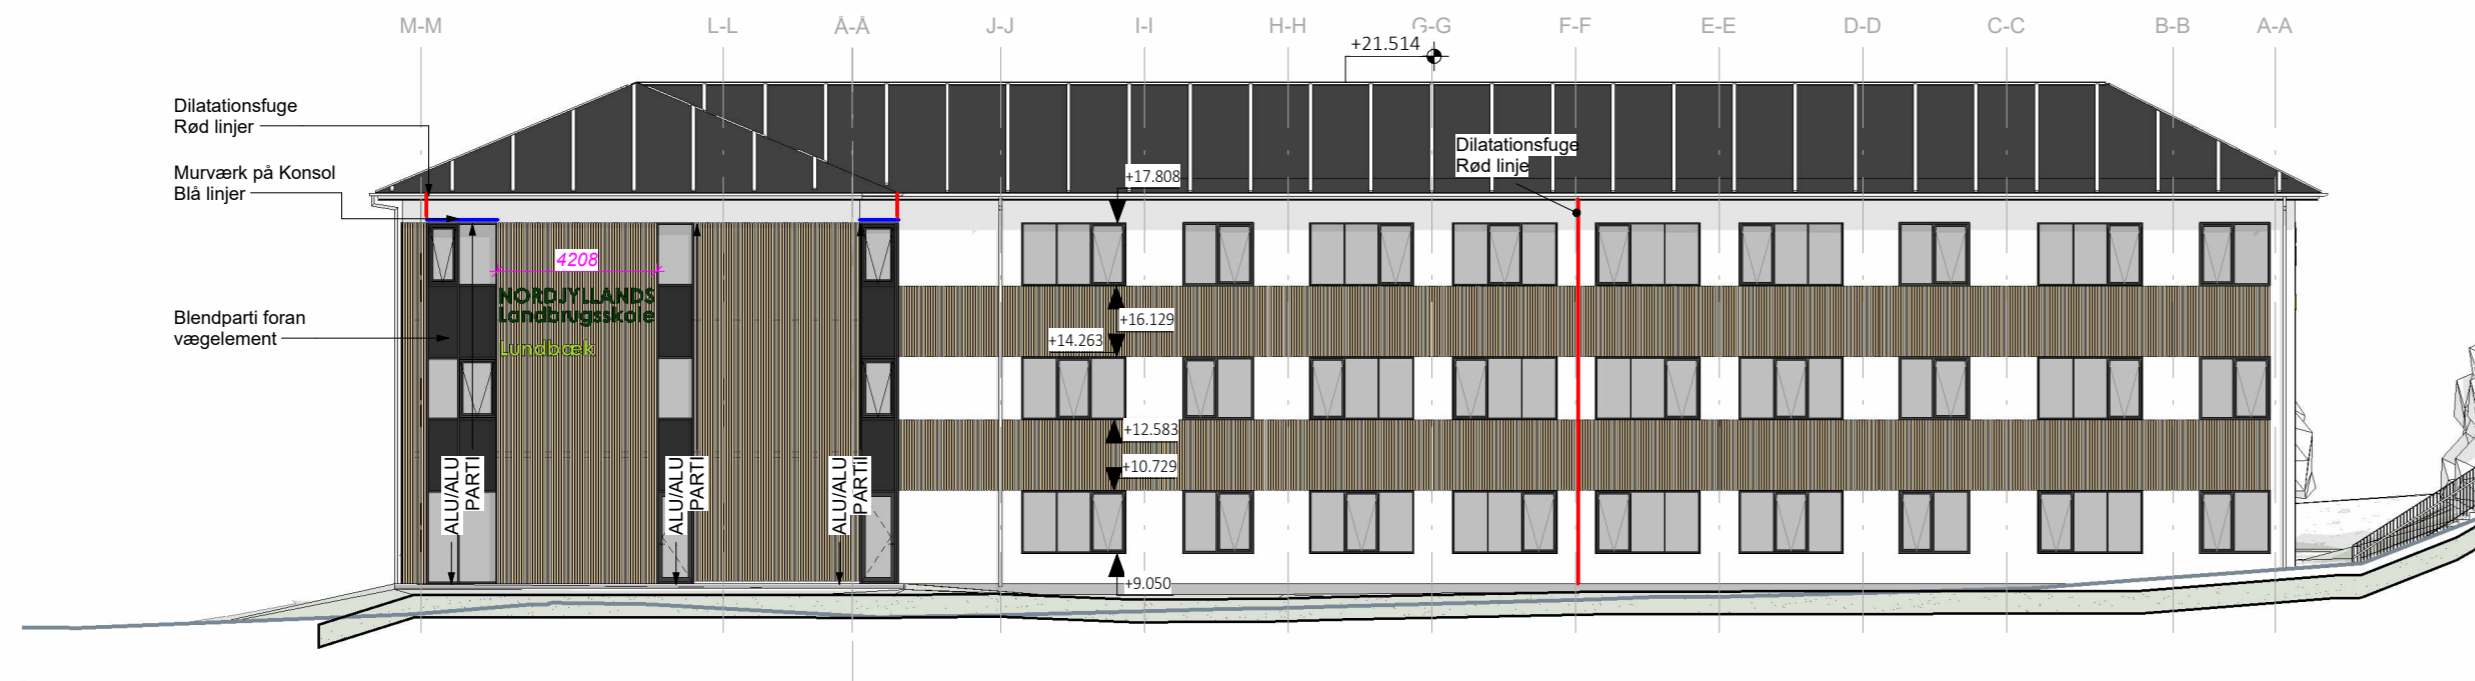 M-M
L-L
Å-Å
J-J
I-I
H-H
G-G
F-F
E-E
D-D
C-C
B-B
A-A
+21.514
Dilatationsfuge
Rød linjer
Dilatationsfuge
Rød linje
Murværk på Konsol
Blå linjer
+17.808
4208
NORDJYLLANDS
Landbrugsskole
Lundbæk
Blendparti foran
vægelement
+16.129
+14.263
+12.583
+10.729
ALU/ALU
PARTI
ALU/ALU
PARTI
ALU/ALU
PARTil
+9.050